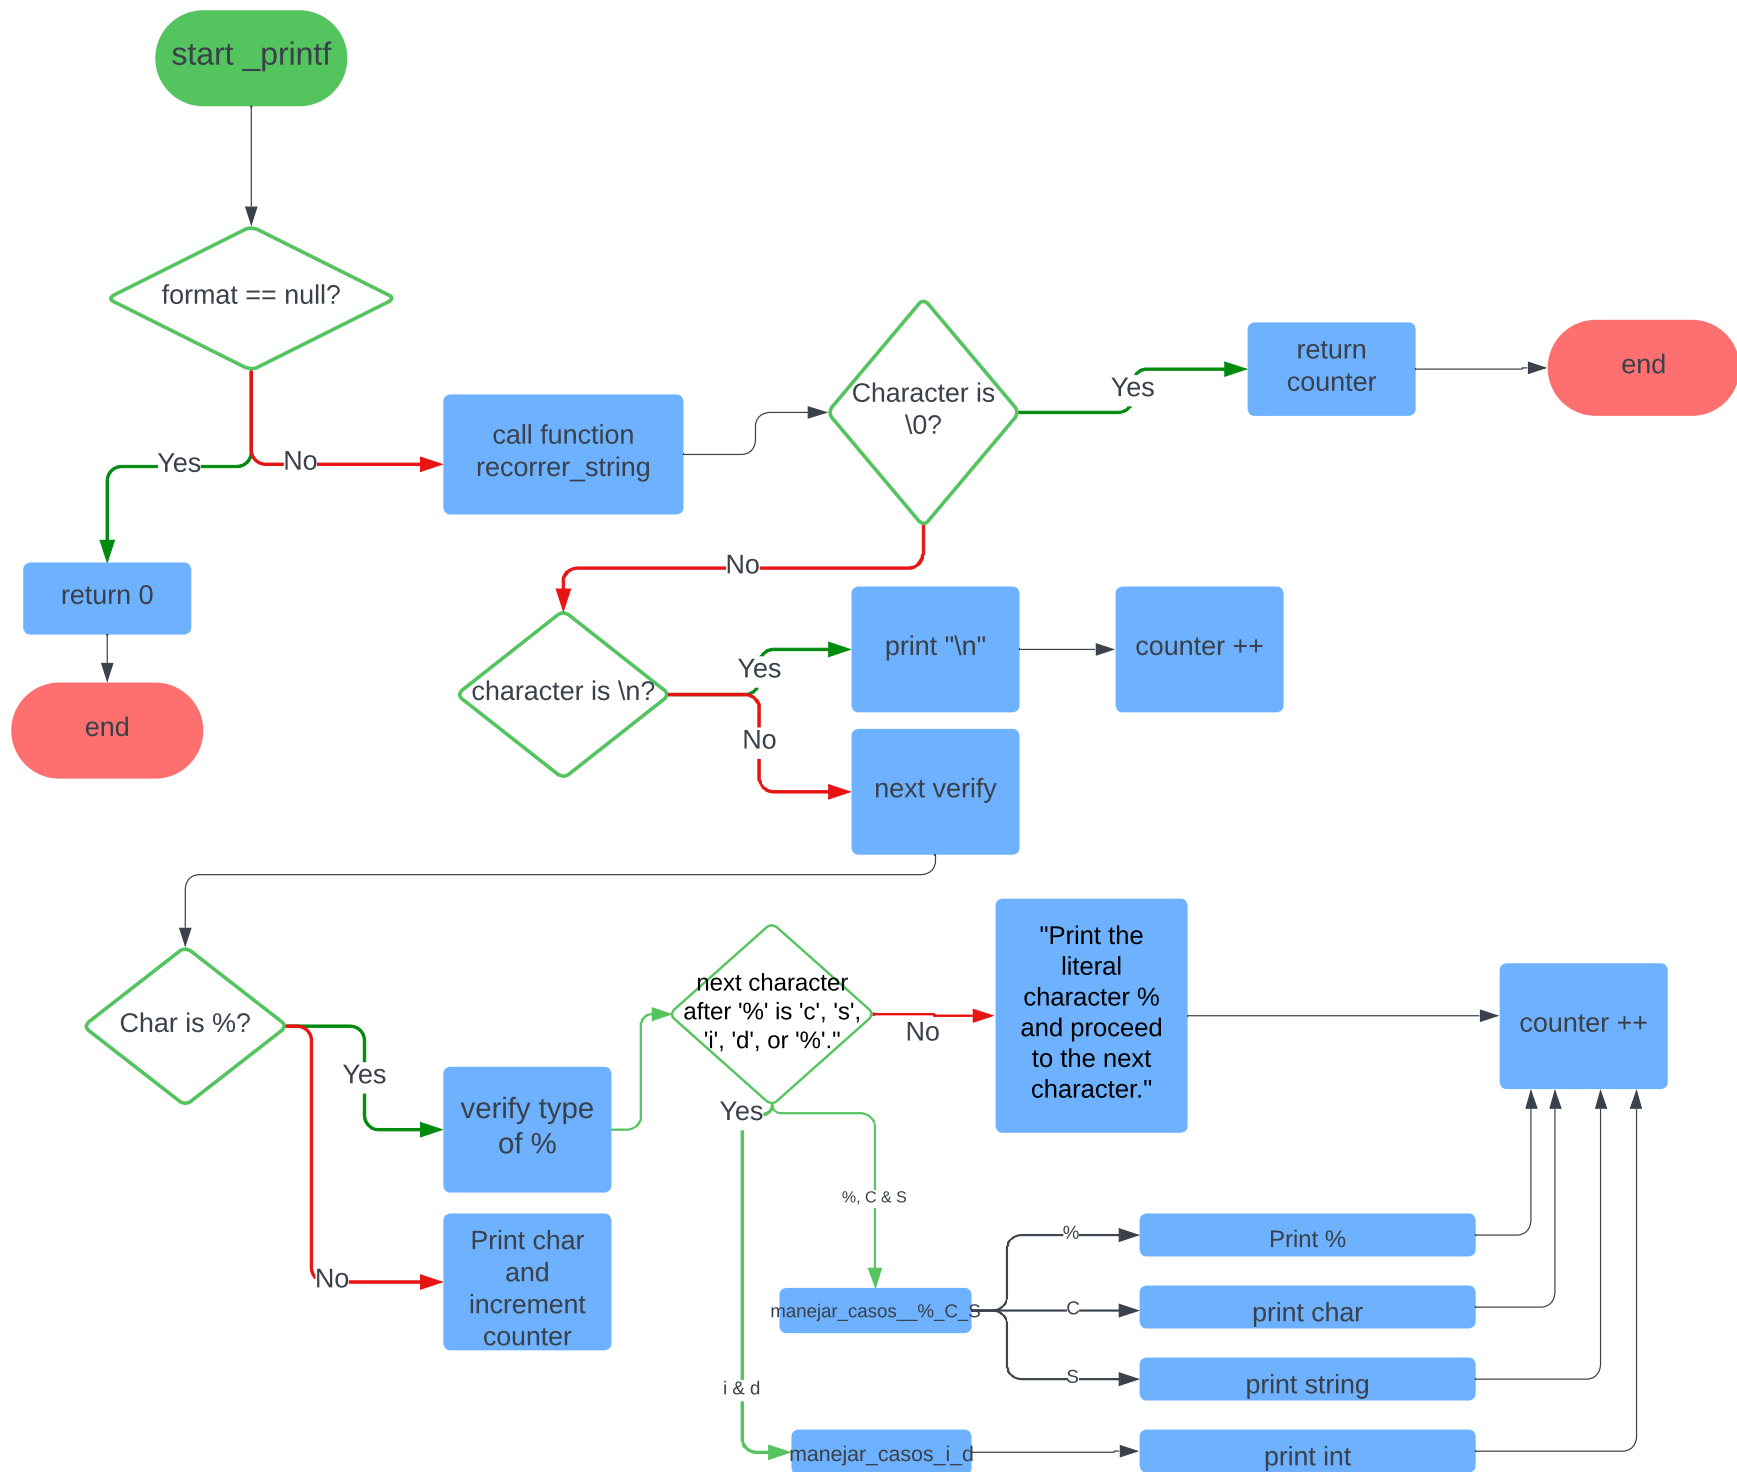 start _printf
format == null?
Yes
No
return 0
end
call function
recorrer_string
Character is
\0?
Yes
return
counter
end
No
character is \n?
Yes
print "\n"
counter ++
No
next verify
Char is %?
Yes
No
verify type
of %
Print char
and
increment
counter
next character
after '%' is 'c', 's',
'i', 'd', or '%'."
No
"Print the
literal
character %
and proceed
to the next
character."
counter ++
Yes
%, C & S
i & d
manejar_casos__%_C_S
%
Print %
C
print char
S
print string
manejar_casos_i_d
print int